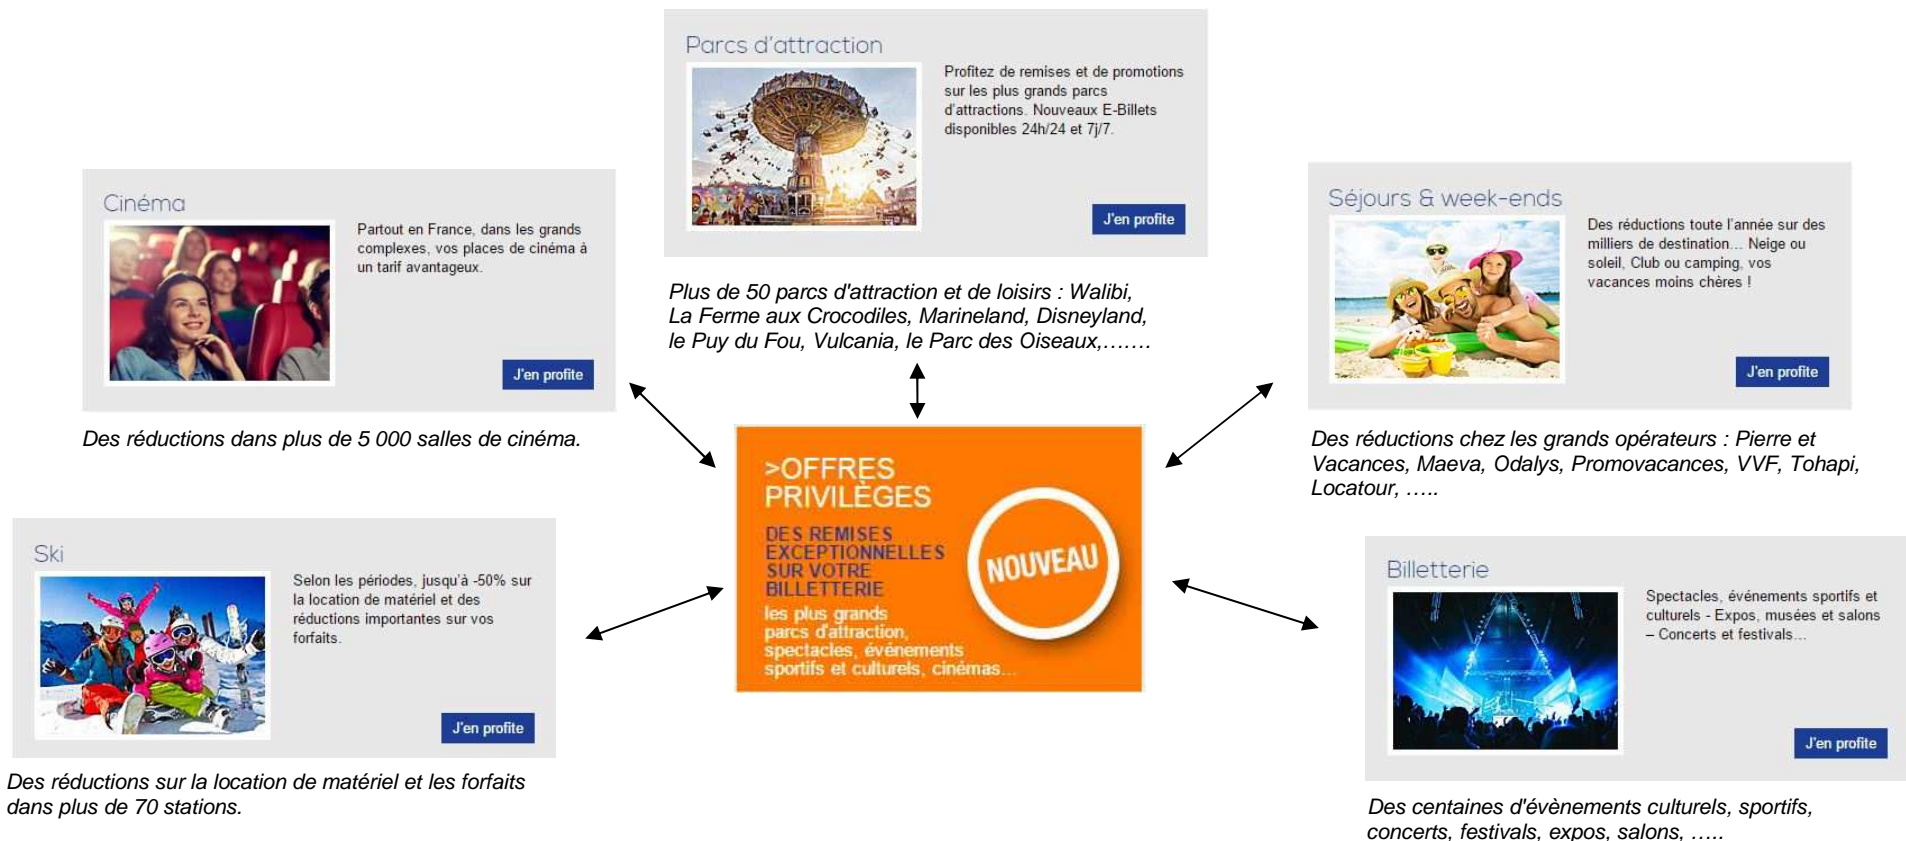 Parcs d'attraction
Profitez de remises et de promotions
sur les plus grands parcs
d'attractions. Nouveaux E-Billets
disponibles 24h/24 et 7j/7.
J'en profite
Plus de 50 parcs d'attraction et de loisirs : Walibi,
La Ferme aux Crocodiles, Marineland, Disneyland,
le Puy du Fou, Vulcania, le Parc des Oiseaux,.......
Cinéma
Partout en France, dans les grands
complexes, vos places de cinéma à
un tarif avantageux.
J'en profite
Des réductions dans plus de 5 000 salles de cinéma.
Séjours & week-ends
Des réductions toute l'année sur des
milliers de destination... Neige ou
soleil, Club ou camping, vos
vacances moins chères !
J'en profite
Des réductions chez les grands opérateurs : Pierre et
Vacances, Maeva, Odalys, Promovacances, VVF, Tohapi,
Locatour, .....
>OFFRES
PRIVILÈGES
DES REMISES
EXCEPTIONNELLES
SUR VOTRE
BILLETTERIE
les plus grands
parcs d'attraction,
spectacles, événements
sportifs et culturels, cinémas...
NOUVEAU
Ski
Selon les périodes, jusqu'à -50% sur
la location de matériel et des
réductions importantes sur vos
forfaits.
J'en profite
Des réductions sur la location de matériel et les forfaits
dans plus de 70 stations.
Billetterie
Spectacles, événements sportifs et
culturels - Expos, musées et salons
– Concerts et festivals...
J'en profite
Des centaines d'évènements culturels, sportifs,
concerts, festivals, expos, salons, .....